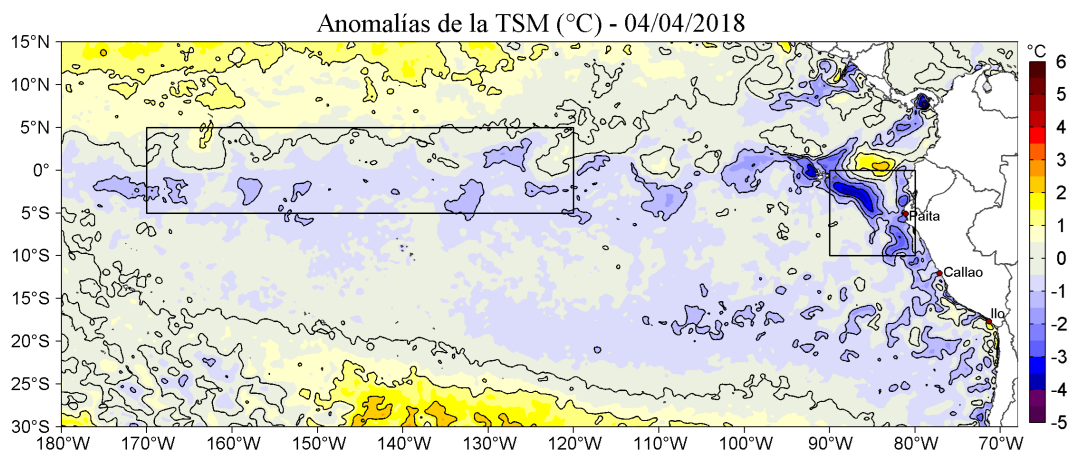 Anomalías de la TSM (°C) - 04/04/2018
°C
15°N
10°N
5°N
0°
5°S
10°S
15°S
20°S
25°S
30°S
180°W
170°W
160°W
150°W
140°W
130°W
120°W
110°W
100°W
90°W
80°W
70°W
Paita
Callao
Ilo
6
5
4
3
2
1
0
-1
-2
-3
-4
-5